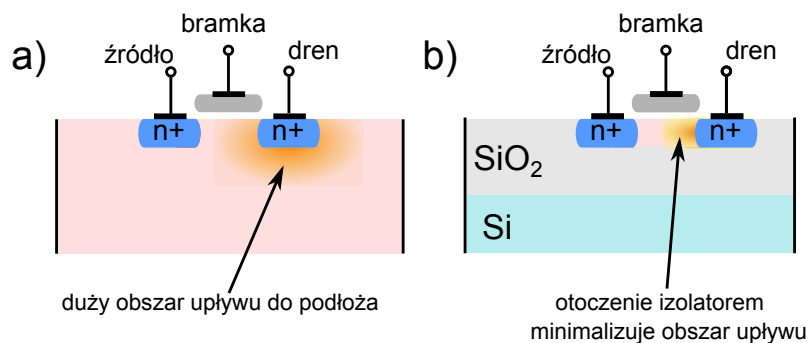 a)
bramka
źródło
dren
n+
n+
duży obszar upływu do podłoża
b)
bramka
źródło
dren
n+
n+
SiO2
Si
otoczenie izolatorem
minimalizuje obszar upływu